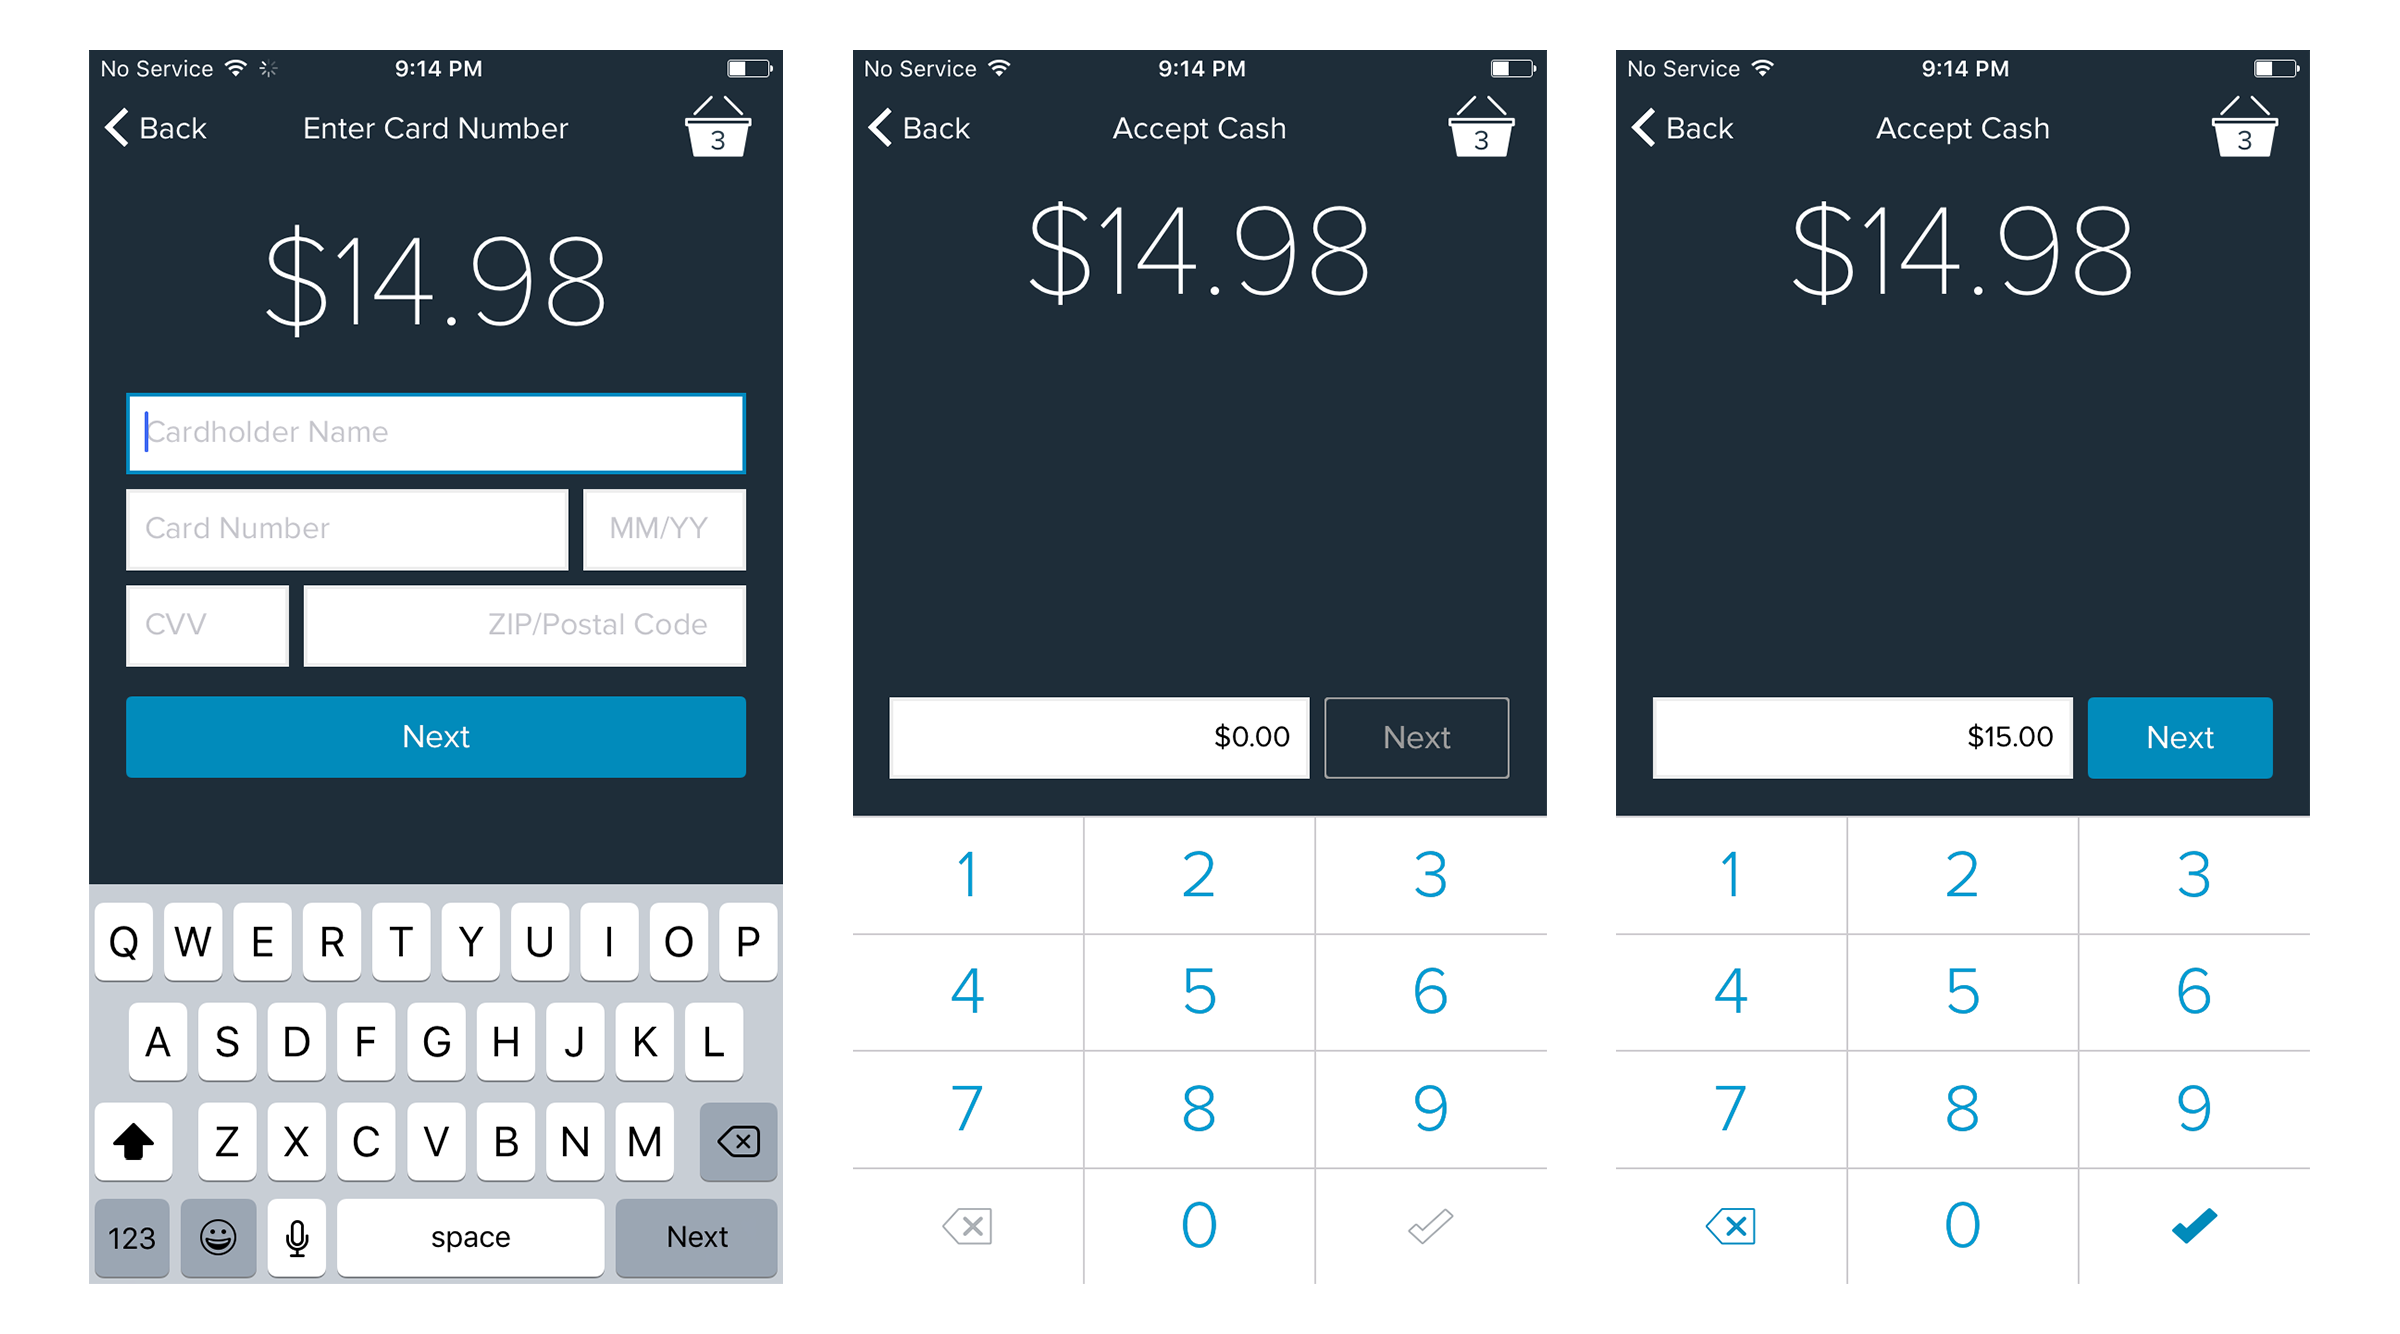 No Service 9:14 PM
Back Enter Card Number 3
$14.98
Cardholder Name
Card Number MM/YY
CVV ZIP/Postal Code
Next
Q W E R T Y U I O P
A S D F G H J K L
Z X C V B N M
123 space Next
No Service 9:14 PM
Back Accept Cash 3
$14.98
$0.00 Next
1 2 3
4 5 6
7 8 9
0
No Service 9:14 PM
Back Accept Cash 3
$14.98
$15.00 Next
1 2 3
4 5 6
7 8 9
0